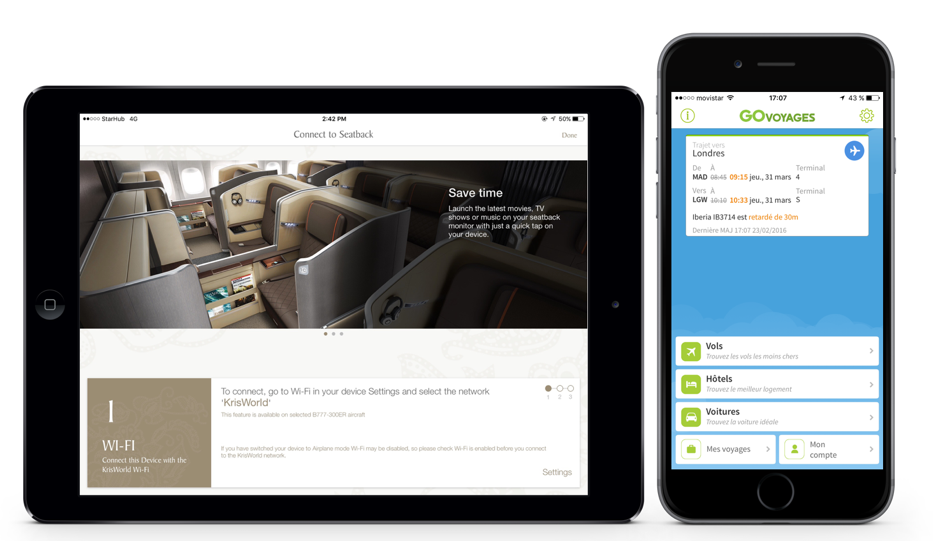 StarHub 4G
2:42 PM
50%
Connect to Seatback
Done
Save time
Launch the latest movies, TV
shows or music on your seatback
monitor with just a quick tap on
your device.
1
WI-FI
Connect this Device with the
KrisWorld Wi-Fi
To connect, go to Wi-Fi in your device Settings and select the network
'KrisWorld'
This feature is available on selected B777-300ER aircraft
1 2 3
If you have switched your device to Airplane mode Wi-Fi may be disabled, so please check Wi-Fi is enabled before you connect
to the KrisWorld network.
Settings
movistar
17:07
43 %
i
GOVOYAGES
Trajet vers
Londres
De À Terminal
MAD 08:45 09:15 jeu., 31 mars 4
Vers À Terminal
LGW 10:10 10:33 jeu., 31 mars S
Iberia IB3714 est retardé de 30m
Dernière MAJ 17:07 23/02/2016
Vols
Trouvez les vols les moins chers
Hôtels
Trouvez le meilleur logement
Voitures
Trouvez la voiture idéale
Mes voyages
Mon
compte